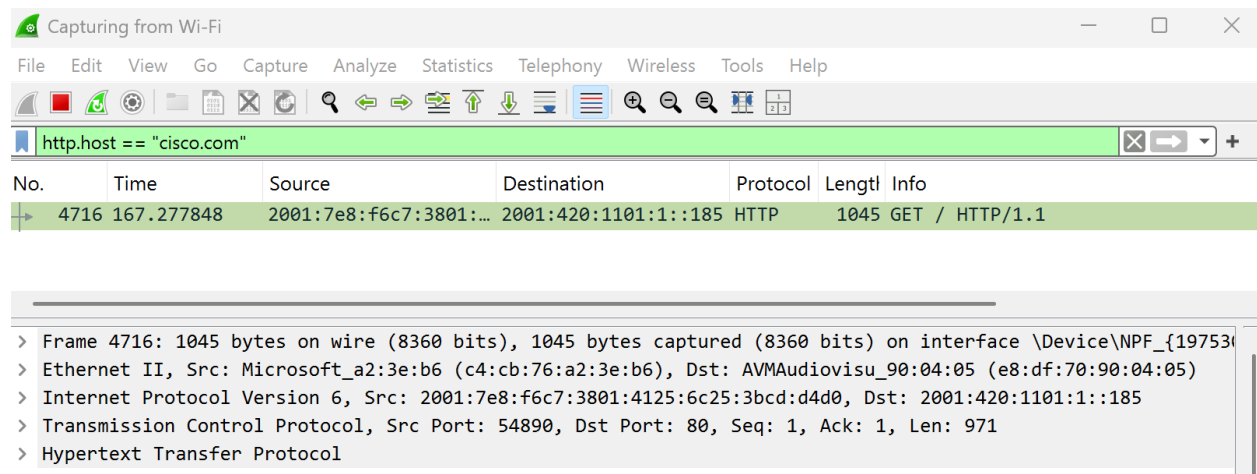 Capturing from Wi-Fi
File Edit View Go Capture Analyze Statistics Telephony Wireless Tools Help
http.host == "cisco.com"
No. Time Source Destination Protocol Lengtl Info
4716 167.277848 2001:7e8:f6c7:3801:… 2001:420:1101:1::185 HTTP 1045 GET / HTTP/1.1
Frame 4716: 1045 bytes on wire (8360 bits), 1045 bytes captured (8360 bits) on interface \Device\NPF_{19753
Ethernet II, Src: Microsoft_a2:3e:b6 (c4:cb:76:a2:3e:b6), Dst: AVMAudiovisu_90:04:05 (e8:df:70:90:04:05)
Internet Protocol Version 6, Src: 2001:7e8:f6c7:3801:4125:6c25:3bcd:d4d0, Dst: 2001:420:1101:1::185
Transmission Control Protocol, Src Port: 54890, Dst Port: 80, Seq: 1, Ack: 1, Len: 971
Hypertext Transfer Protocol